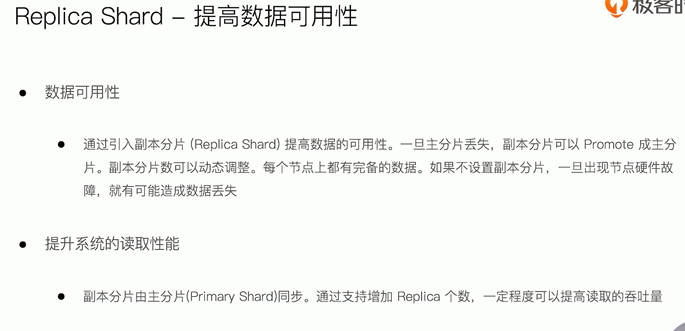 Replica Shard – 提高数据可用性
极客时
● 数据可用性
● 通过引入副本分片 (Replica Shard) 提高数据的可用性。一旦主分片丢失，副本分片可以 Promote 成主分
片。副本分片数可以动态调整。每个节点上都有完备的数据。如果不设置副本分片，一旦出现节点硬件故
障，就有可能造成数据丢失
● 提升系统的读取性能
● 副本分片由主分片(Primary Shard)同步。通过支持增加 Replica 个数，一定程度可以提高读取的吞吐量